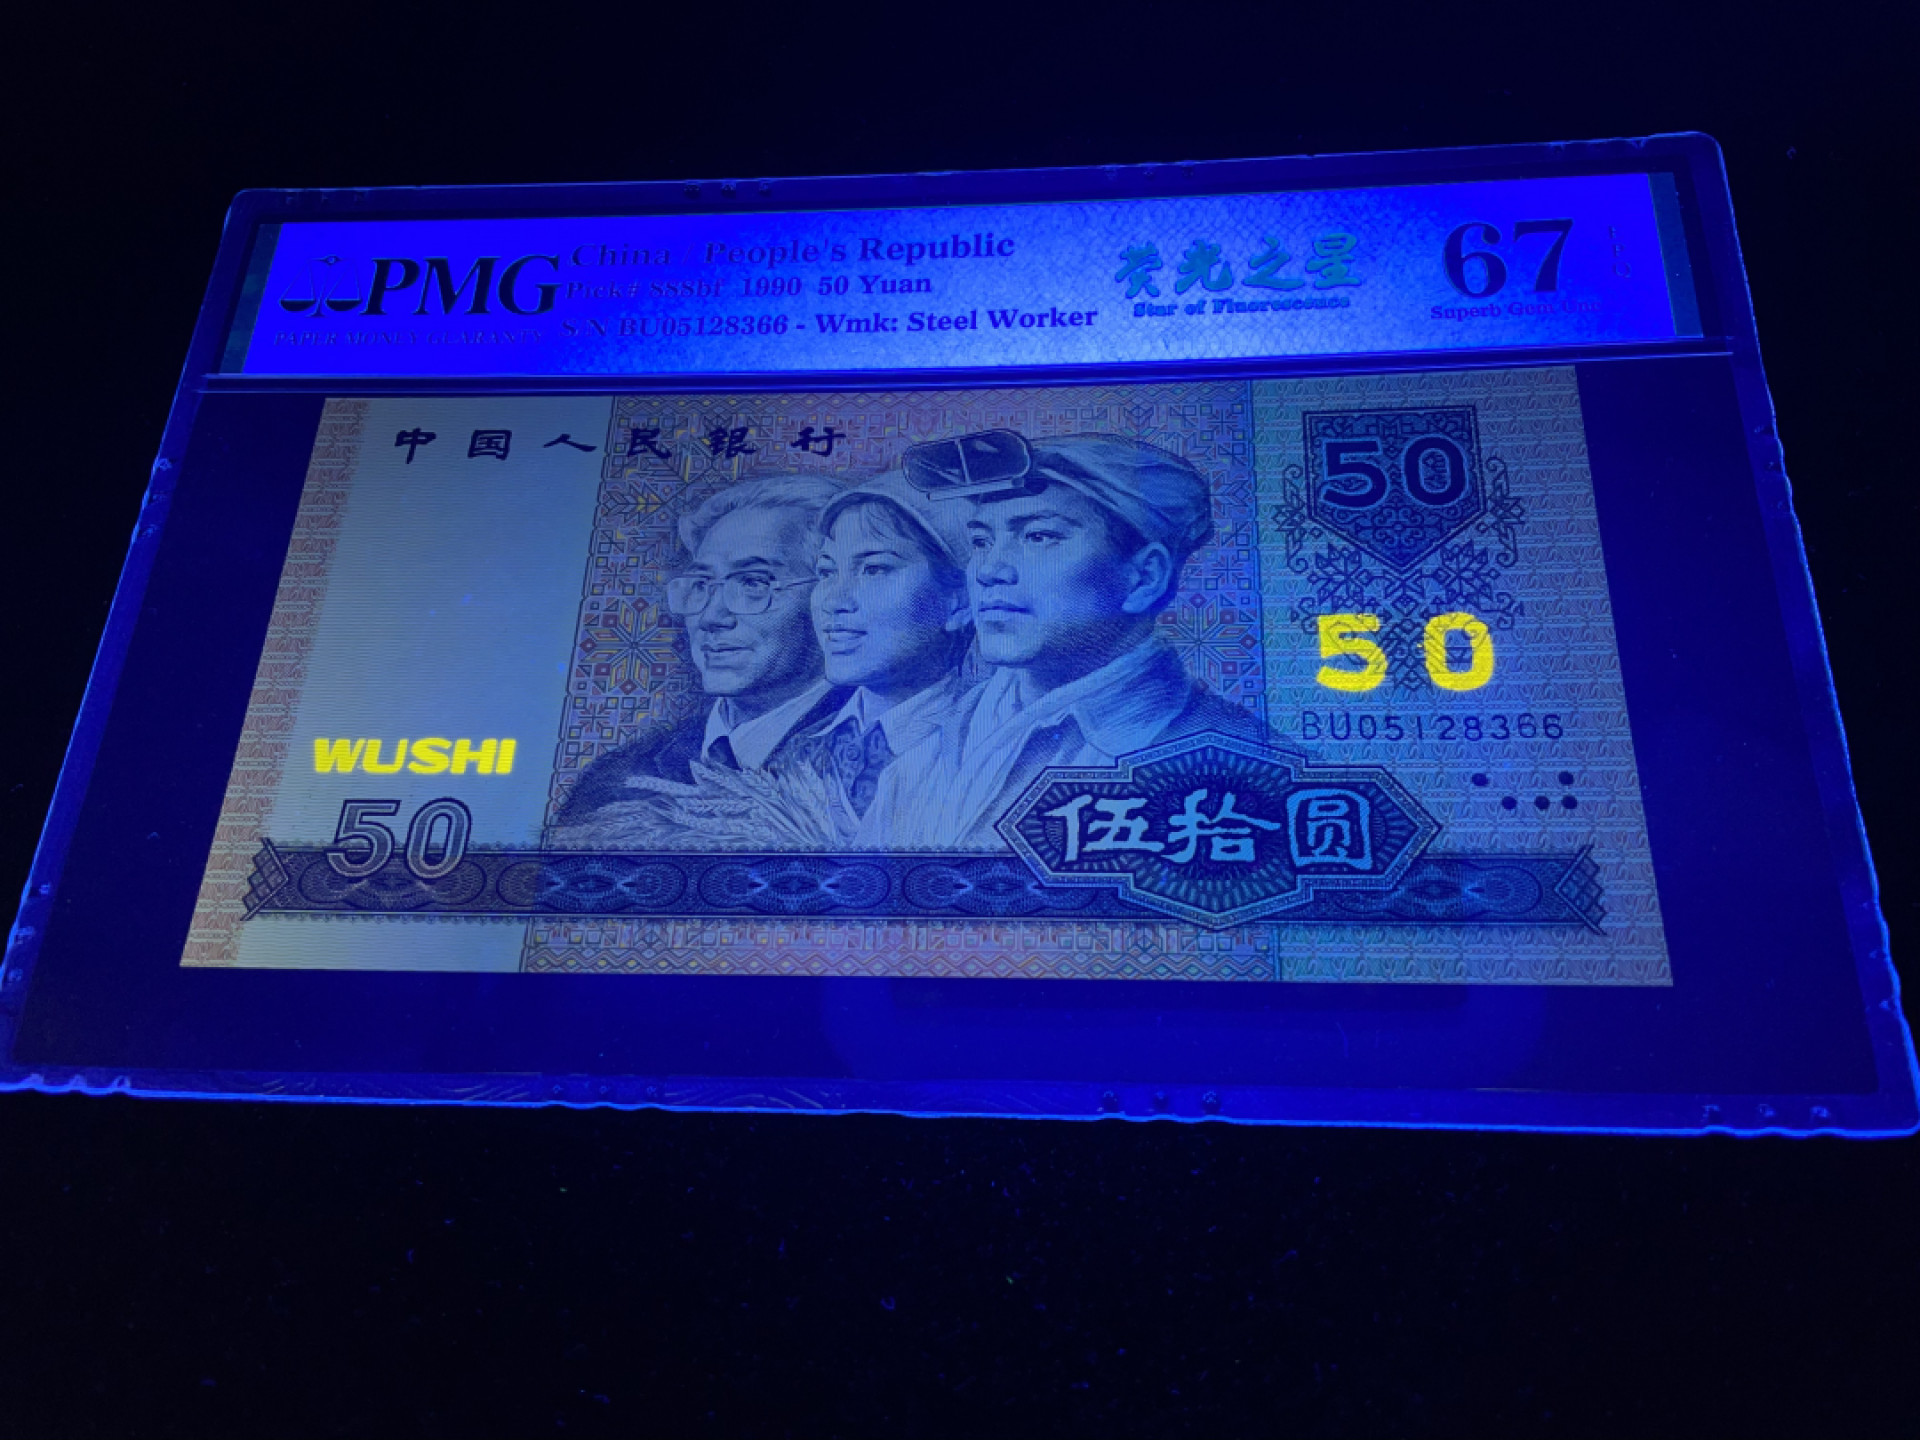 PMG
PAPER MONEY GUARANTY
China / People's Republic
Pick# 888bf 1990 50 Yuan
S/N BU05128366 - Wmk: Steel Worker
荧光之星
Star of Fluorescence
67
Superb Gem Unc
EPQ
中国人民银行
50
50
BU05128366
WUSHI
50
伍拾圆